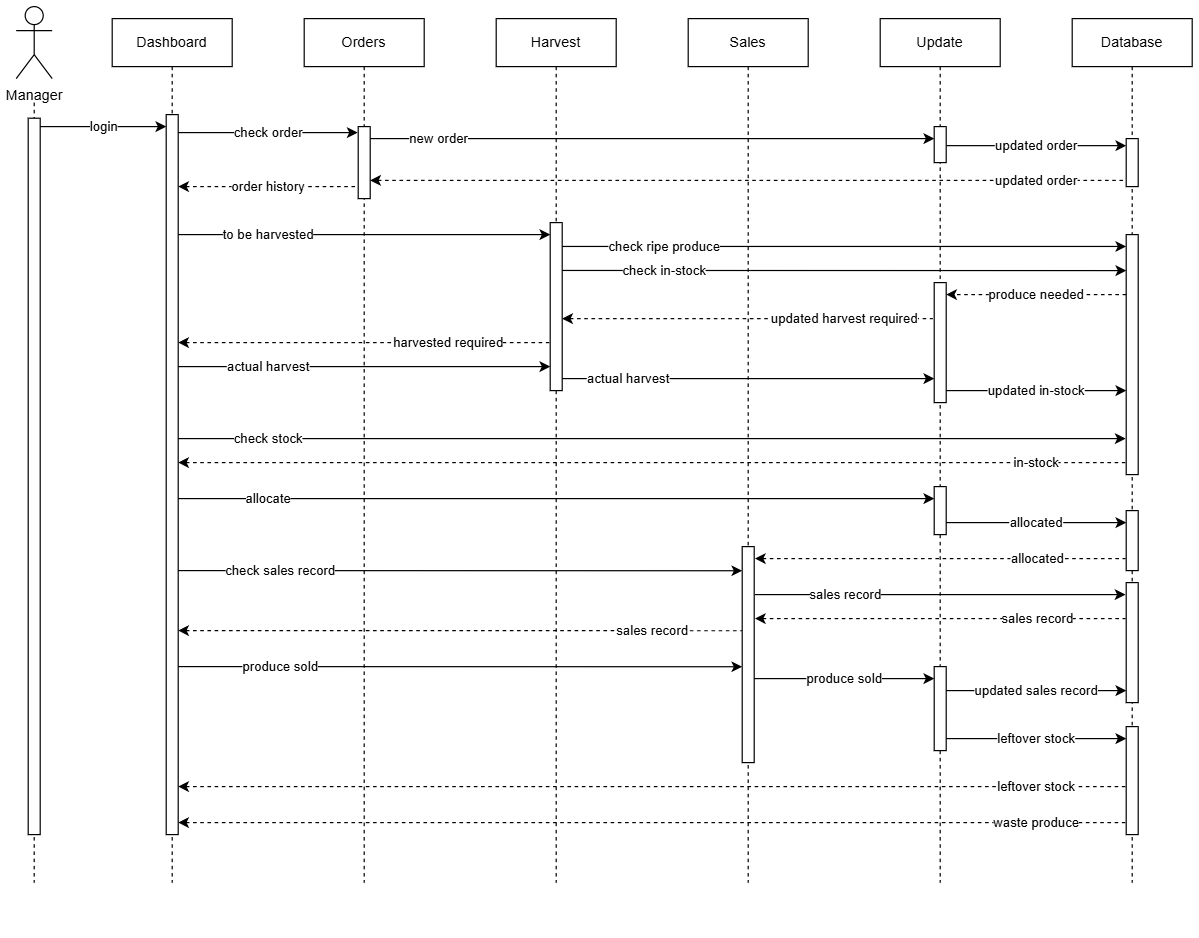 Dashboard
Orders
Harvest
Sales
Update
Database
Manager
login
check order
new order
updated order
updated order
order history
to be harvested
check ripe produce
check in-stock
produce needed
updated harvest required
harvested required
actual harvest
actual harvest
updated in-stock
check stock
in-stock
allocate
allocated
allocated
check sales record
sales record
sales record
sales record
produce sold
produce sold
updated sales record
leftover stock
leftover stock
waste produce